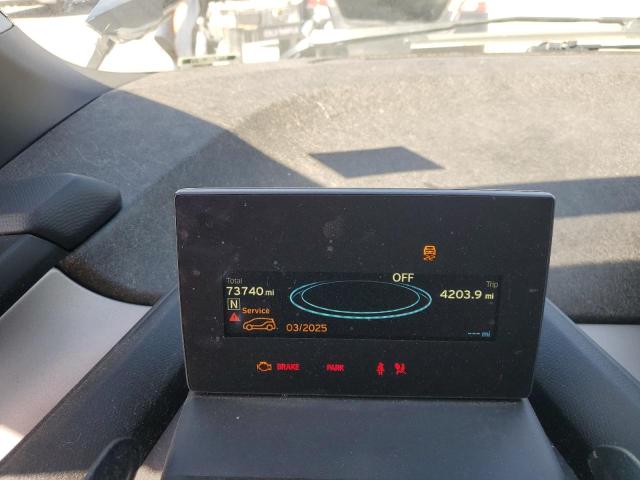 OFF
Total
Trip
73740 mi
4203.9 mi
N
Service
03/2025
--- mi
BRAKE
PARK